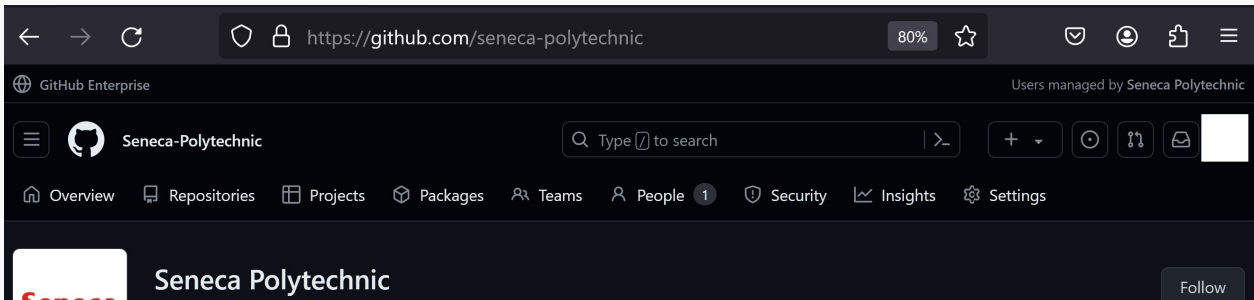 https://github.com/seneca-polytechnic 80%
GitHub Enterprise Users managed by Seneca Polytechnic
Seneca-Polytechnic Type / to search
Overview Repositories Projects Packages Teams People 1 Security Insights Settings
Seneca Polytechnic
Seneca Follow